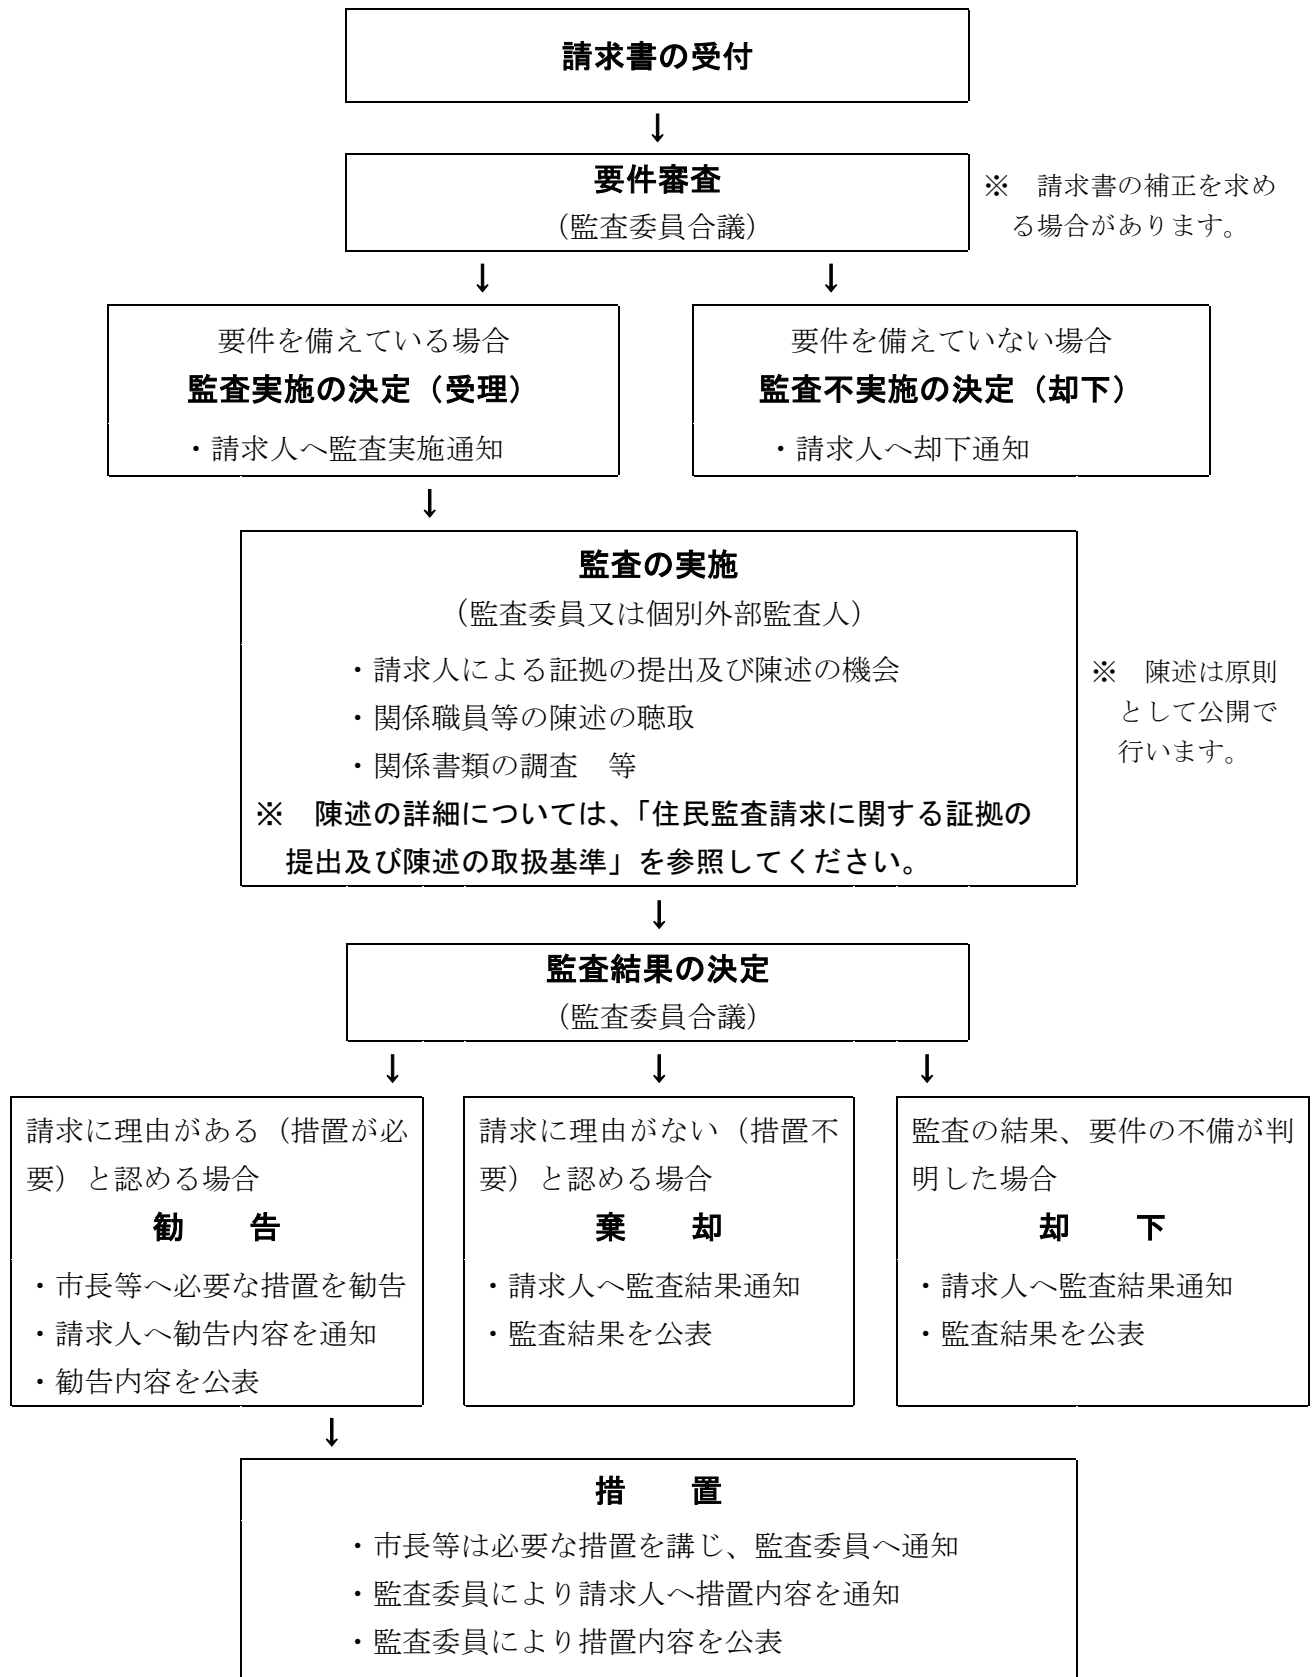 請求書の受付
↓
要件審査
（監査委員合議）
※　請求書の補正を求め
る場合があります。
↓
↓
要件を備えている場合
監査実施の決定（受理）
・請求人へ監査実施通知
要件を備えていない場合
監査不実施の決定（却下）
・請求人へ却下通知
↓
監査の実施
（監査委員又は個別外部監査人）
・請求人による証拠の提出及び陳述の機会
・関係職員等の陳述の聴取
・関係書類の調査　等
※　陳述の詳細については、「住民監査請求に関する証拠の
提出及び陳述の取扱基準」を参照してください。
※　陳述は原則
として公開で
行います。
↓
監査結果の決定
（監査委員合議）
↓
↓
↓
請求に理由がある（措置が必
要）と認める場合
勧　　告
・市長等へ必要な措置を勧告
・請求人へ勧告内容を通知
・勧告内容を公表
請求に理由がない（措置不
要）と認める場合
棄　　却
・請求人へ監査結果通知
・監査結果を公表
監査の結果、要件の不備が判
明した場合
却　　下
・請求人へ監査結果通知
・監査結果を公表
↓
措　　置
・市長等は必要な措置を講じ、監査委員へ通知
・監査委員により請求人へ措置内容を通知
・監査委員により措置内容を公表